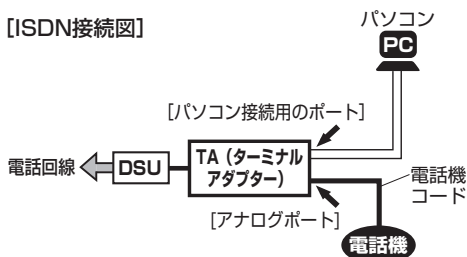 [ISDN接続図]
パソコン
PC
[パソコン接続用のポート]
電話回線
DSU
TA（ターミナル
アダプター）
電話機
コード
[アナログポート]
電話機